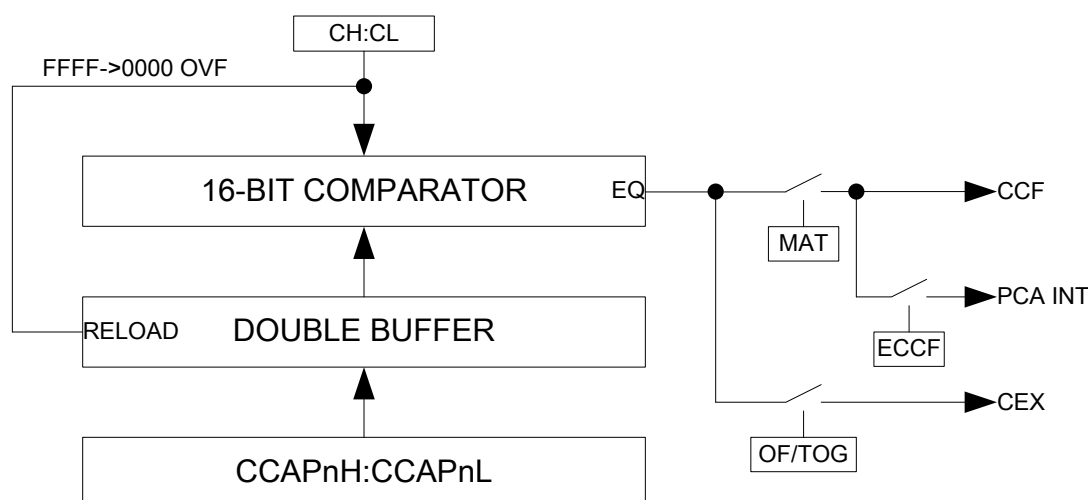 CH:CL
FFFF->0000 OVF
16-BIT COMPARATOR
EQ
CCF
MAT
PCA INT
RELOAD
DOUBLE BUFFER
ECCF
CEX
OF/TOG
CCAPnH:CCAPnL